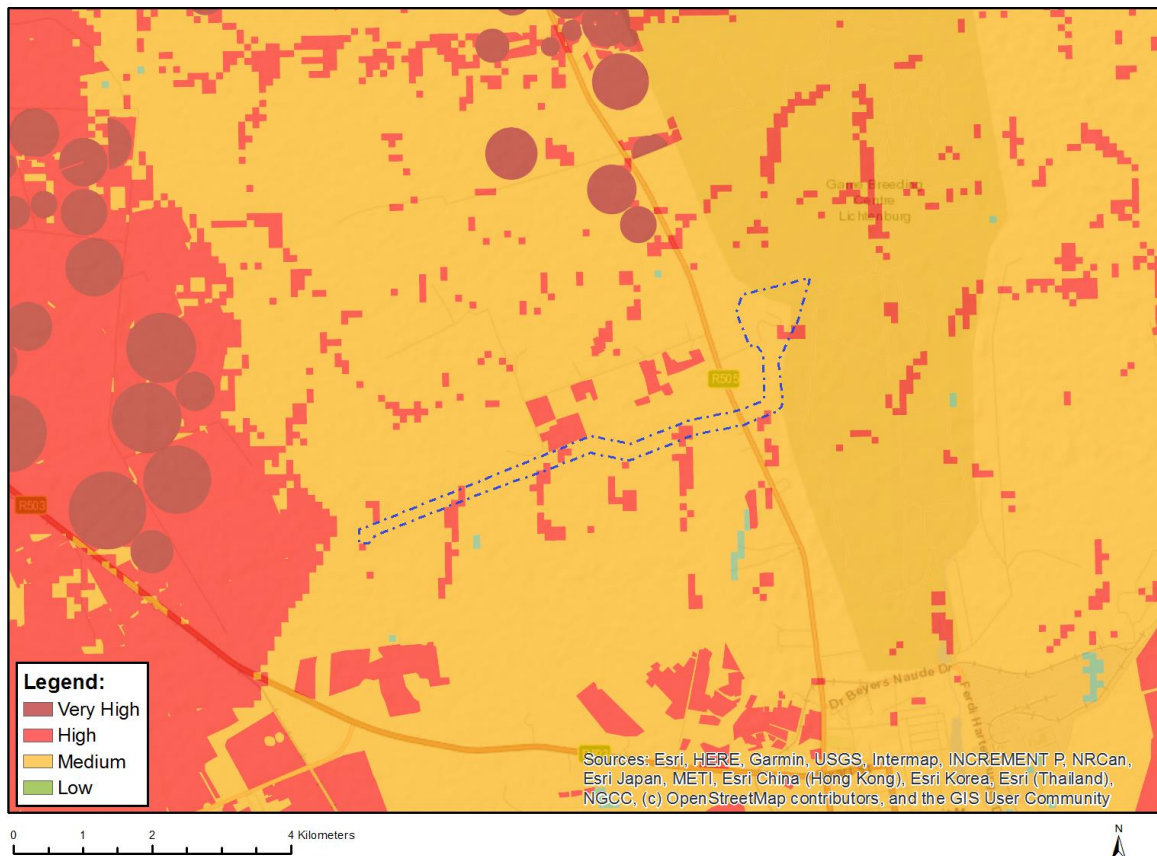 Game Breeding
Centre
Lichtenburg
R505
R503
Legend:
Very High
High
Medium
Low
Dr Beyers Naude Dr
Sources: Esri, HERE, Garmin, USGS, Intermap, INCREMENT P, NRCan,
Esri Japan, METI, Esri China (Hong Kong), Esri Korea, Esri (Thailand),
NGCC, (c) OpenStreetMap contributors, and the GIS User Community
0 1 2 4 Kilometers
N